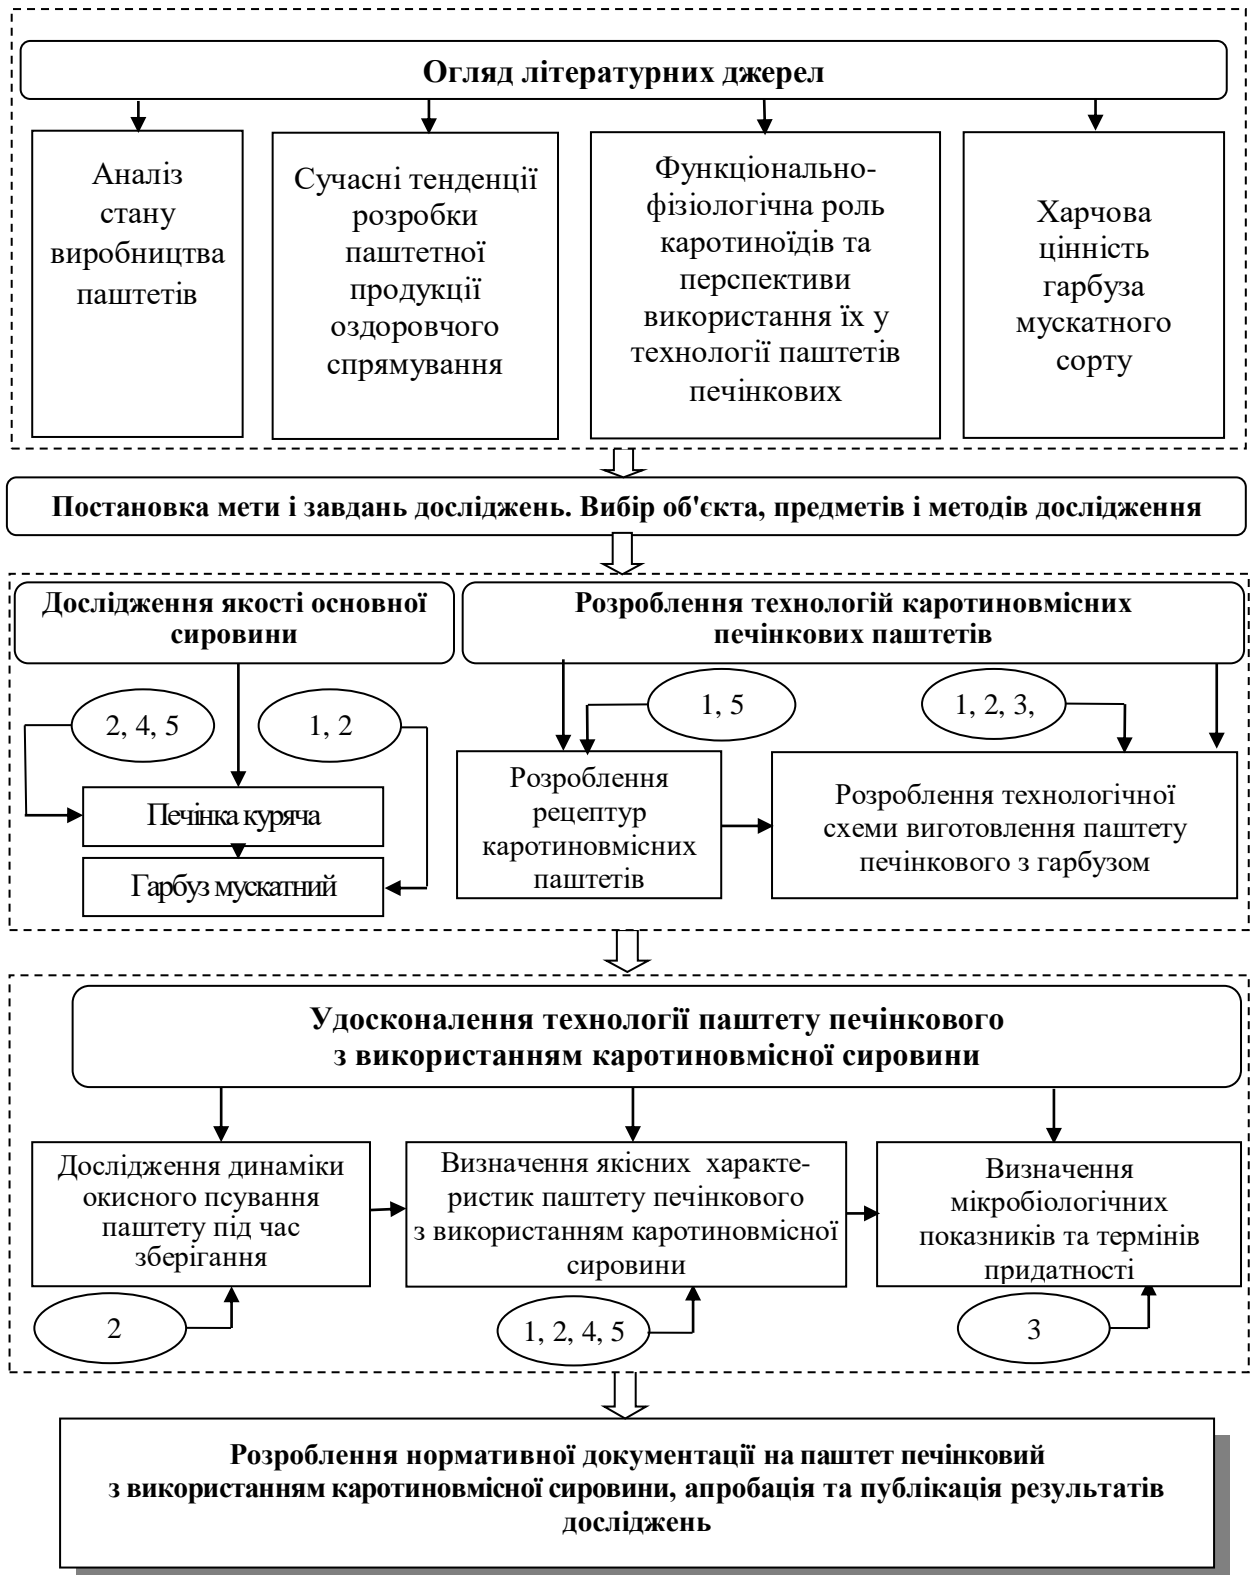 Огляд літературних джерел
Аналіз
стану
виробництва
паштетів
Сучасні тенденції
розробки
паштетної
продукції
оздоровчого
спрямування
Функціонально-
фізіологічна роль
каротиноїдів та
перспективи
використання їх у
технології паштетів
печінкових
Харчова
цінність
гарбуза
мускатного
сорту
Постановка мети і завдань досліджень. Вибір об'єкта, предметів і методів дослідження
Дослідження якості основної
сировини
2, 4, 5
1, 2
Печінка куряча
Гарбуз мускатний
Розроблення технологій каротиновмісних
печінкових паштетів
1, 5
1, 2, 3,
Розроблення
рецептур
каротиновмісних
паштетів
Розроблення технологічної
схеми виготовлення паштету
печінкового з гарбузом
Удосконалення технології паштету печінкового
з використанням каротиновмісної сировини
Дослідження динаміки
окисного псування
паштету під час
зберігання
Визначення якісних характе-
ристик паштету печінкового
з використанням каротиновмісної
сировини
Визначення
мікробіологічних
показників та термінів
придатності
2
1, 2, 4, 5
3
Розроблення нормативної документації на паштет печінковий
з використанням каротиновмісної сировини, апробація та публікація результатів
досліджень